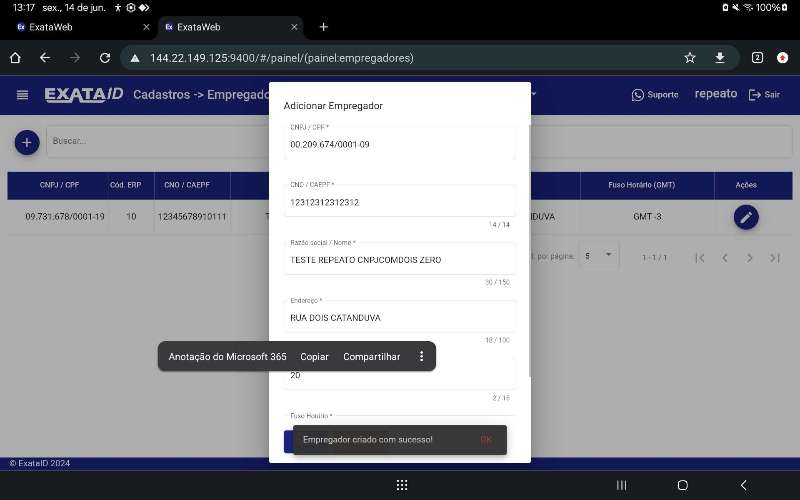 13:17 sex., 14 de jun. 100%
ExataWeb
ExataWeb
144.22.149.125:9400/#/painel/(painel:empregadores)
2
EXATAID Cadastros -> Empregado
Suporte repeato Sair
Adicionar Empregador
Buscar...
CNPJ / CPF Cód. ERP CNO / CAEPF Fuso Horário (GMT) Ações
09.731.678/0001-19 10 12345678910111 T NDUVA GMT -3
. por página: 5 1 - 1 / 1
CNPJ / CPF *
00.209.674/0001-09
CNO / CAEPF *
12312312312312
14 / 14
Razão social / Nome *
TESTE REPEATO CNPJCOMDOIS ZERO
30 / 150
Endereço *
RUA DOIS CATANDUVA
18 / 100
Anotação do Microsoft 365 Copiar Compartilhar
20
2 / 16
Fuso Horário *
Empregador criado com sucesso! OK
© ExataID 2024